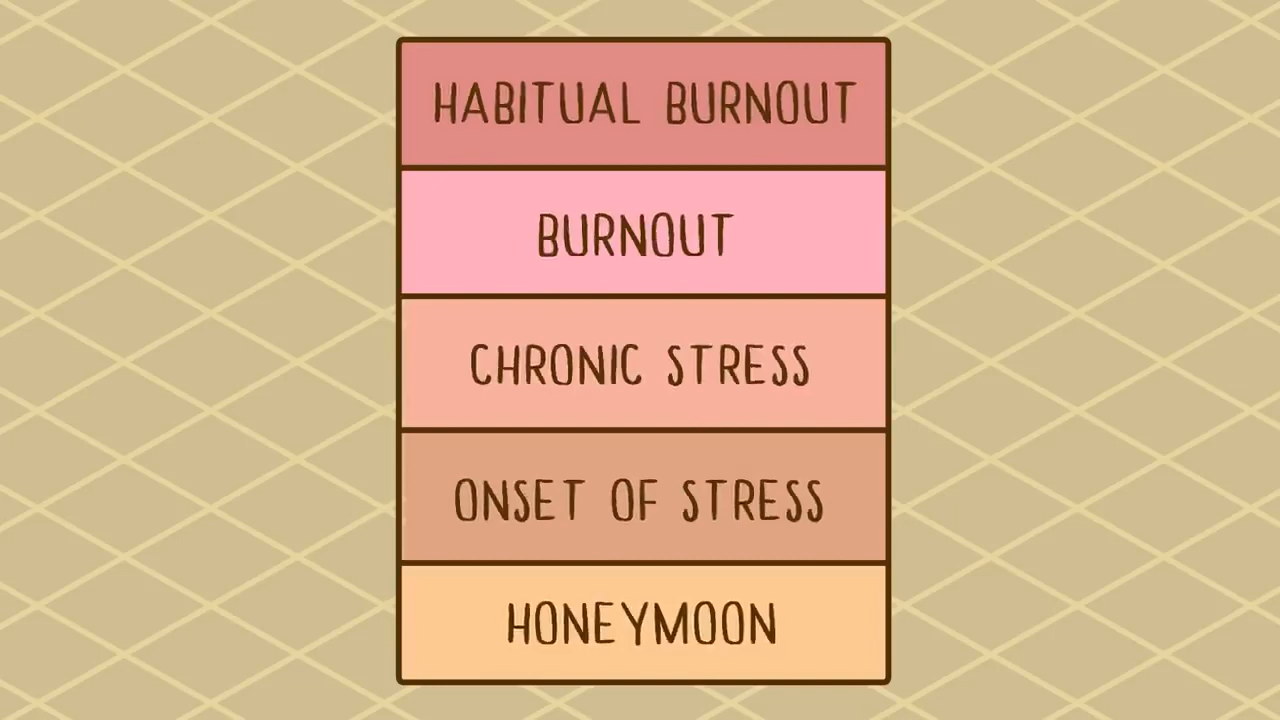 HABITUAL BURNOUT
BURNOUT
CHRONIC STRESS
ONSET OF STRESS
HONEYMOON